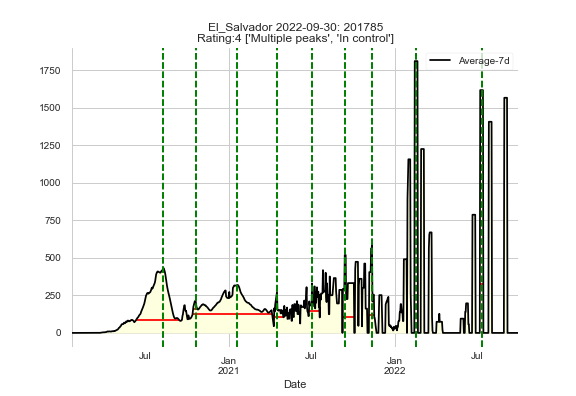 El_Salvador 2022-09-30: 201785
Rating:4 ['Multiple peaks', 'In control']
Average-7d
1750
1500
1250
1000
750
500
250
0
Jul
Jan
2021
Jul
Jan
2022
Jul
Date